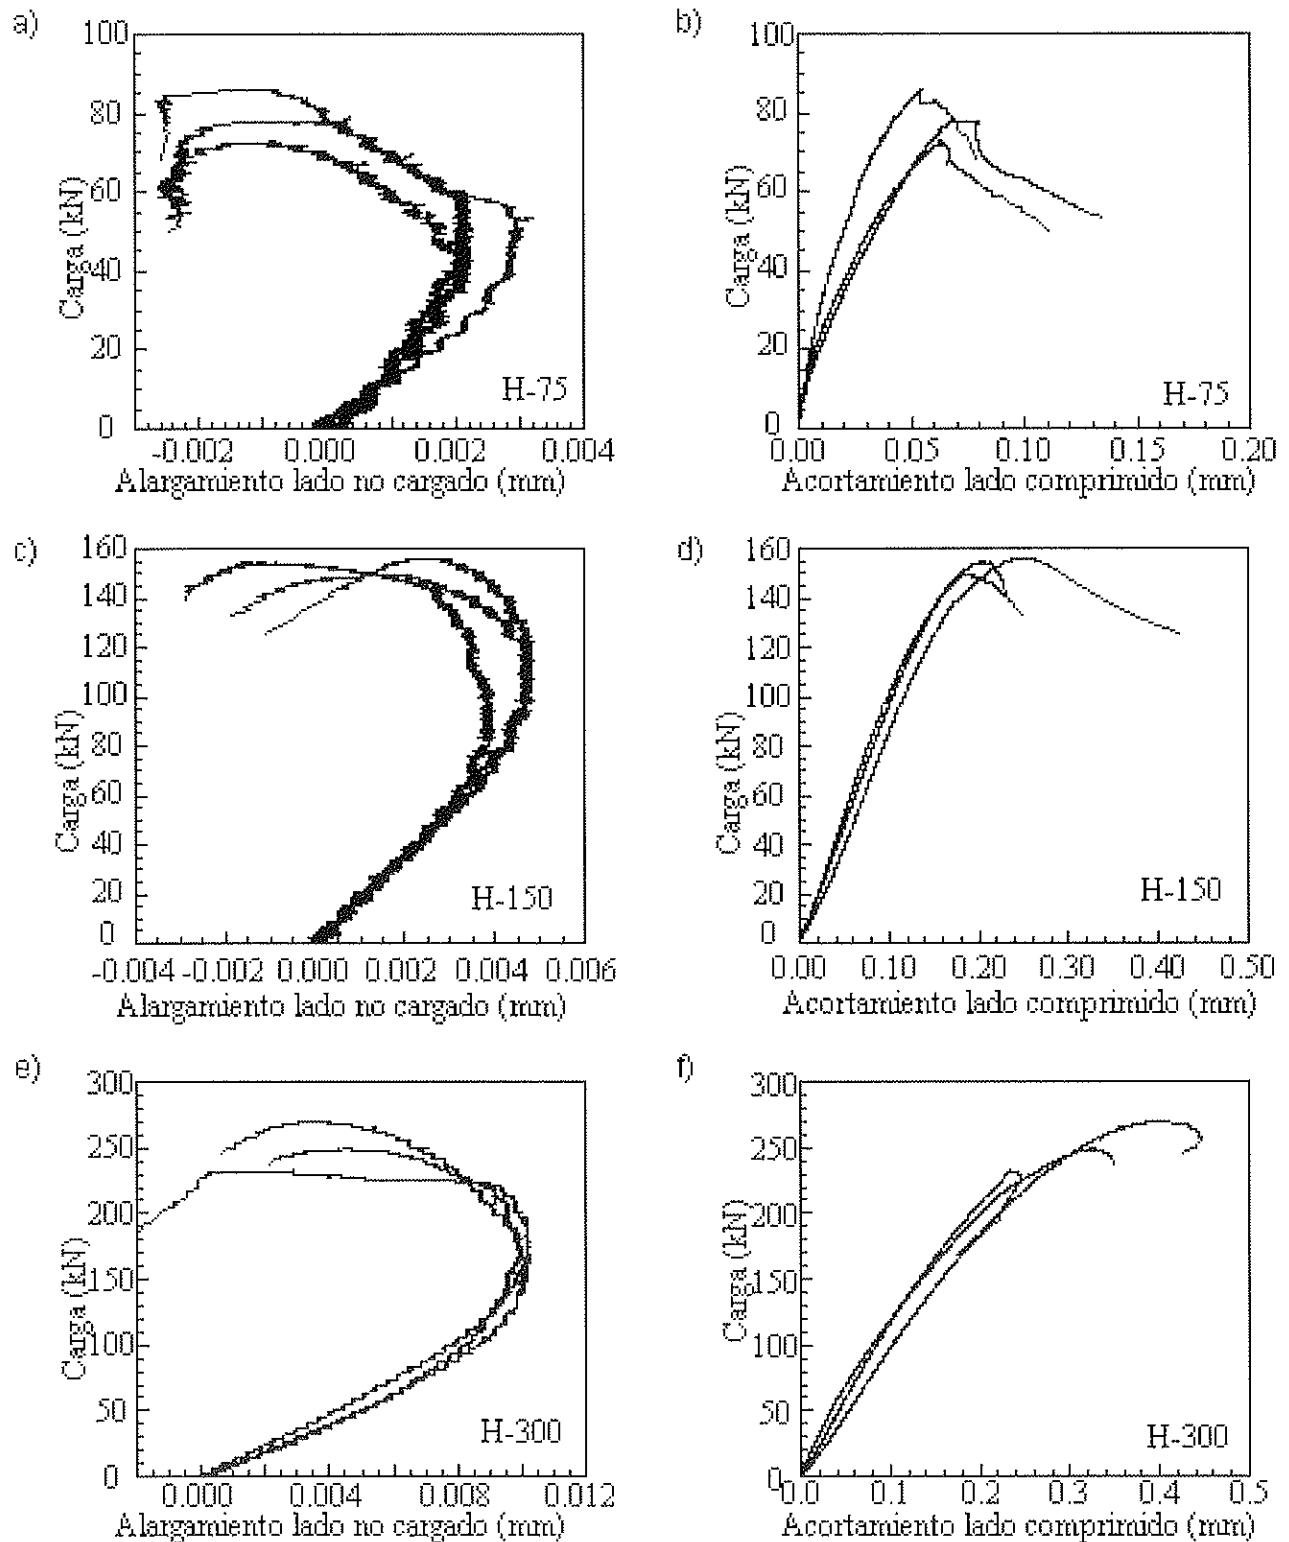 a)
100
80
60
40
20
0
Carga (kN)
H-75
-0.002 0.000 0.002 0.004
Alargamiento lado no cargado (mm)
b)
100
80
60
40
20
0
Carga (kN)
H-75
0.00 0.05 0.10 0.15 0.20
Acortamiento lado comprimido (mm)
c)
160
140
120
100
80
60
40
20
0
Carga (kN)
H-150
-0.004 -0.002 0.000 0.002 0.004 0.006
Alargamiento lado no cargado (mm)
d)
160
140
120
100
80
60
40
20
0
Carga (kN)
H-150
0.00 0.10 0.20 0.30 0.40 0.50
Acortamiento lado comprimido (mm)
e)
300
250
200
150
100
50
0
Carga (kN)
H-300
0.000 0.004 0.008 0.012
Alargamiento lado no cargado (mm)
f)
300
250
200
150
100
50
0
Carga (kN)
H-300
0.0 0.1 0.2 0.3 0.4 0.5
Acortamiento lado comprimido (mm)